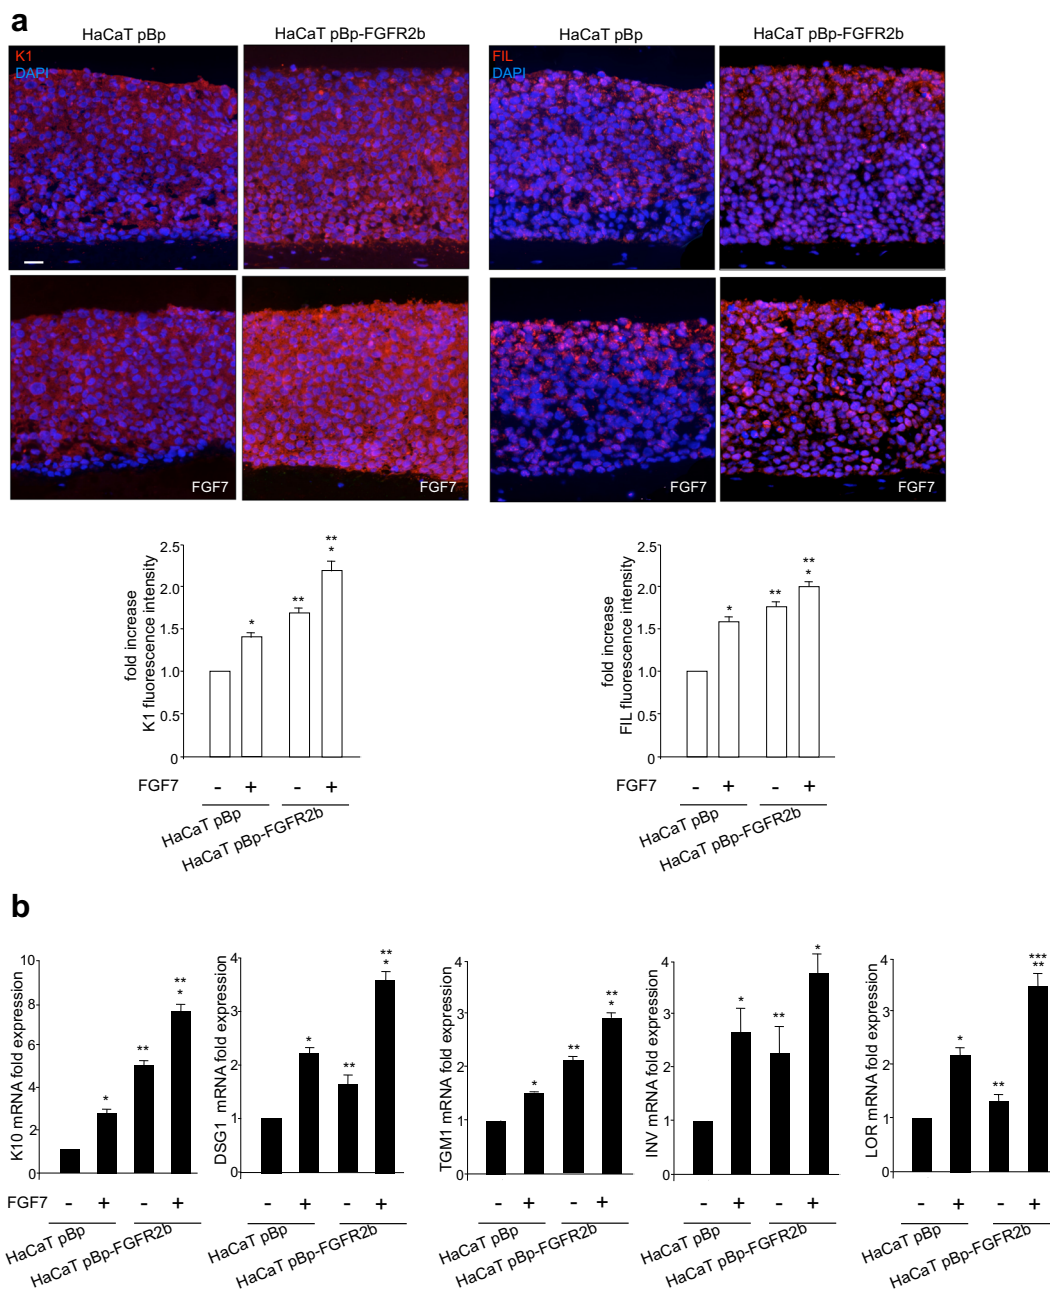 a
HaCaT pBp
HaCaT pBp-FGFR2b
HaCaT pBp
HaCaT pBp-FGFR2b
K1
DAPI
FIL
DAPI
FGF7
FGF7
FGF7
FGF7
fold increase
K1 fluorescence intensity
2.5
2.0
1.5
1.0
0.5
0
*
**
**
*
FGF7 - + - +
HaCaT pBp
HaCaT pBp-FGFR2b
fold increase
FIL fluorescence intensity
2.5
2.0
1.5
1.0
0.5
0
*
**
**
*
FGF7 - + - +
HaCaT pBp
HaCaT pBp-FGFR2b
b
K10 mRNA fold expression
10
8
6
4
2
0
*
**
**
*
FGF7 - + - +
HaCaT pBp
HaCaT pBp-FGFR2b
DSG1 mRNA fold expression
4
3
2
1
0
*
**
**
*
- + - +
HaCaT pBp
HaCaT pBp-FGFR2b
TGM1 mRNA fold expression
4
3
2
1
0
*
**
**
*
- + - +
HaCaT pBp
HaCaT pBp-FGFR2b
INV mRNA fold expression
4
3
2
1
0
*
**
*
- + - +
HaCaT pBp
HaCaT pBp-FGFR2b
LOR mRNA fold expression
4
3
2
1
0
*
**
***
**
- + - +
HaCaT pBp
HaCaT pBp-FGFR2b